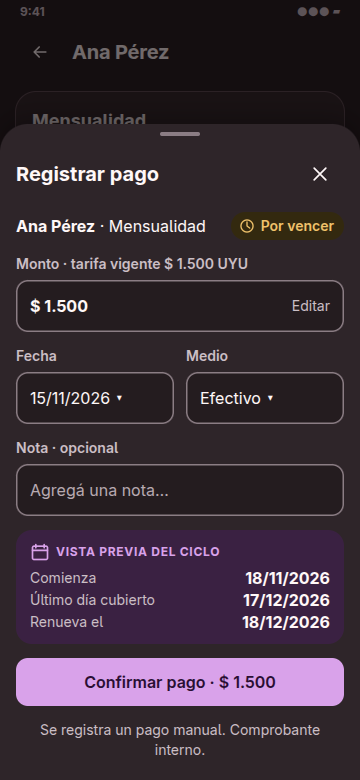 9:41
Ana Pérez
Mensualidad
Registrar pago
Ana Pérez · Mensualidad
Por vencer
Monto · tarifa vigente $ 1.500 UYU
$ 1.500
Editar
Fecha
Medio
15/11/2026
Efectivo
Nota · opcional
Agregá una nota...
VISTA PREVIA DEL CICLO
Comienza 18/11/2026
Último día cubierto 17/12/2026
Renueva el 18/12/2026
Confirmar pago · $ 1.500
Se registra un pago manual. Comprobante
interno.